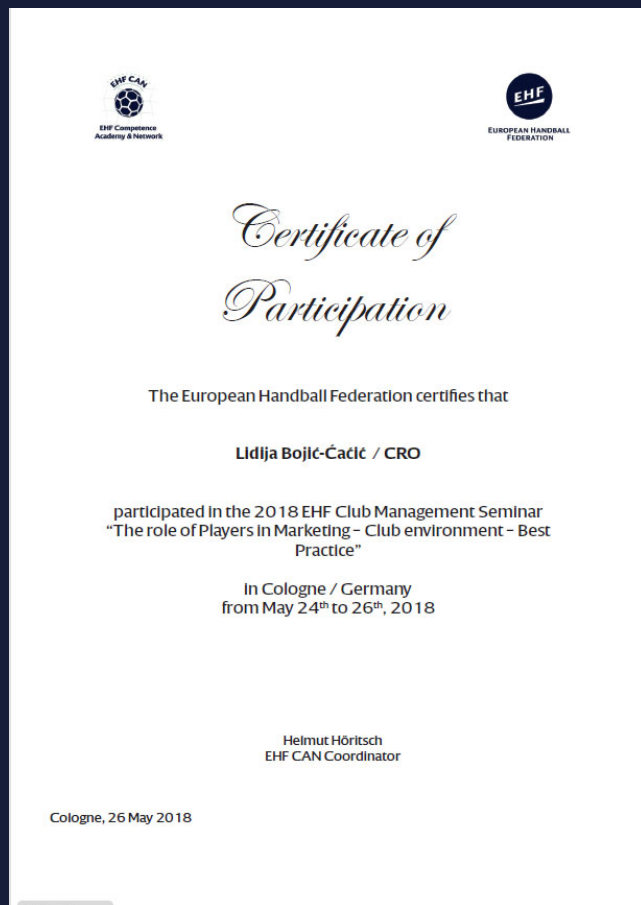 EHF CAN
EHF Competence
Academy & Network
EHF
EUROPEAN HANDBALL
FEDERATION
Certificate of
Participation
The European Handball Federation certifies that
Lidija Bojić-Ćaćić / CRO
participated in the 2018 EHF Club Management Seminar
“The role of Players in Marketing – Club environment – Best
Practice”
in Cologne / Germany
from May 24th to 26th, 2018
Helmut Höritsch
EHF CAN Coordinator
Cologne, 26 May 2018